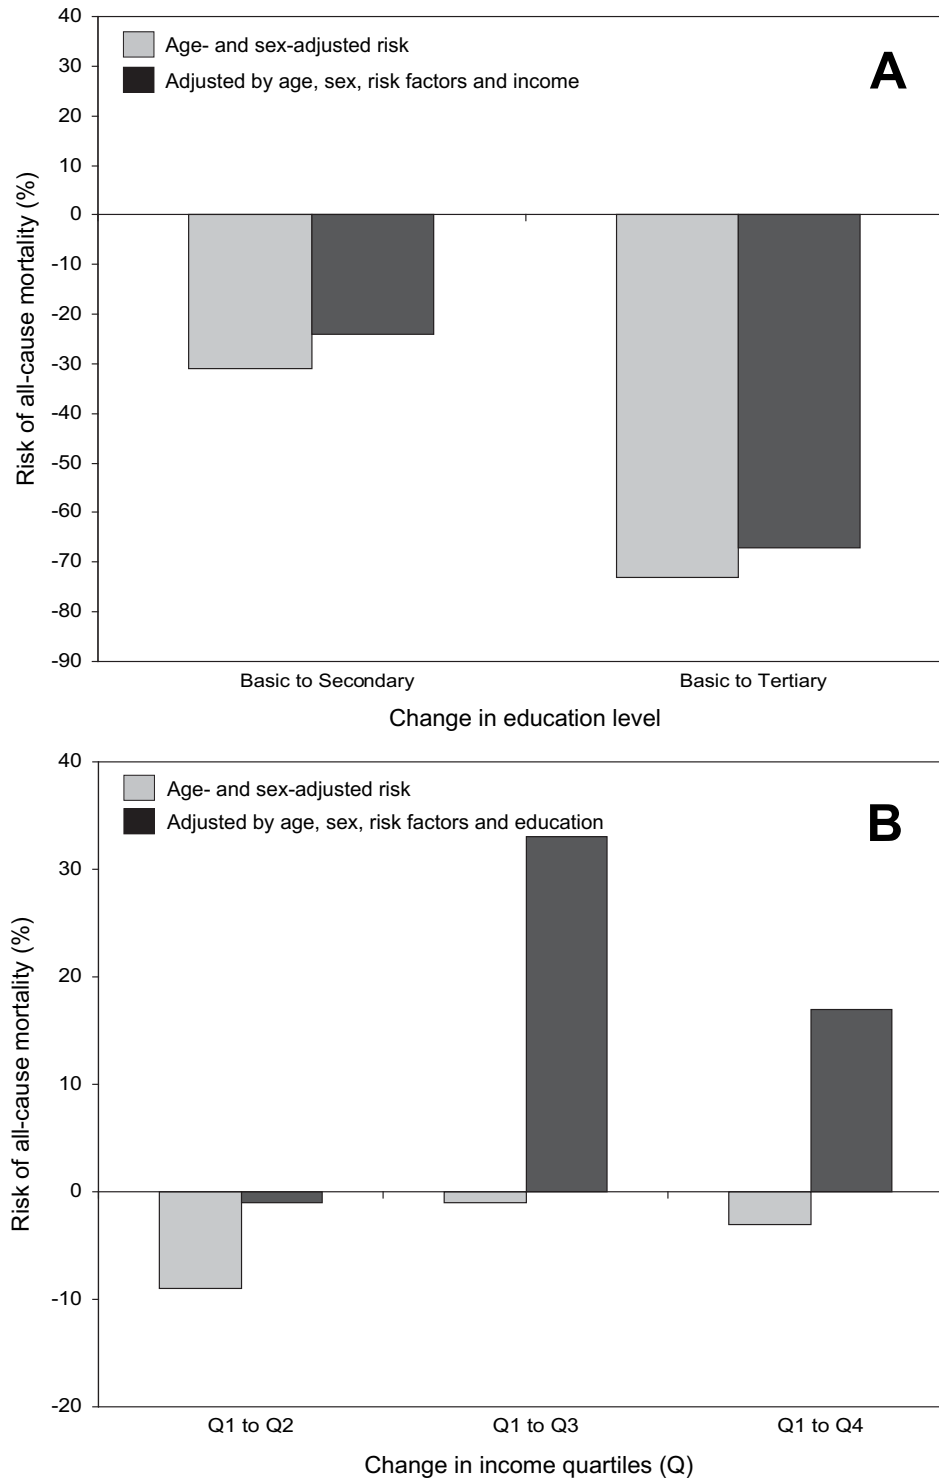 40
Age- and sex-adjusted risk
A
30
Adjusted by age, sex, risk factors and income
20
10
0
-10
-20
-30
-40
-50
-60
-70
-80
-90
Risk of all-cause mortality (%)
Basic to Secondary
Basic to Tertiary
Change in education level
40
Age- and sex-adjusted risk
B
Adjusted by age, sex, risk factors and education
30
20
10
0
-10
-20
Risk of all-cause mortality (%)
Q1 to Q2
Q1 to Q3
Q1 to Q4
Change in income quartiles (Q)